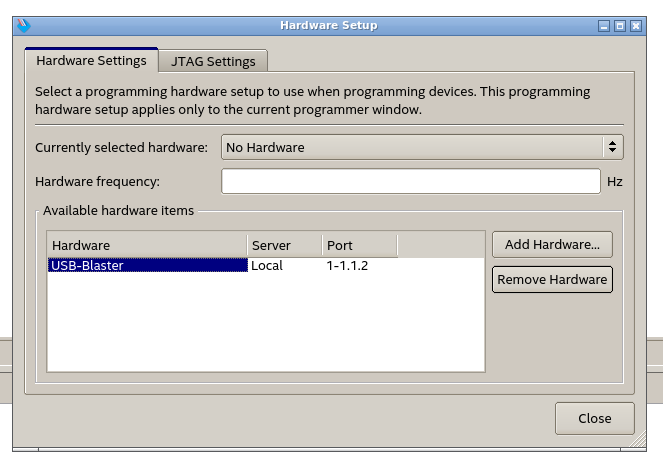 Hardware Setup
Hardware Settings
JTAG Settings
Select a programming hardware setup to use when programming devices. This programming
hardware setup applies only to the current programmer window.
Currently selected hardware: No Hardware
Hardware frequency: Hz
Available hardware items
Hardware Server Port
USB-Blaster Local 1-1.1.2
Add Hardware...
Remove Hardware
Close